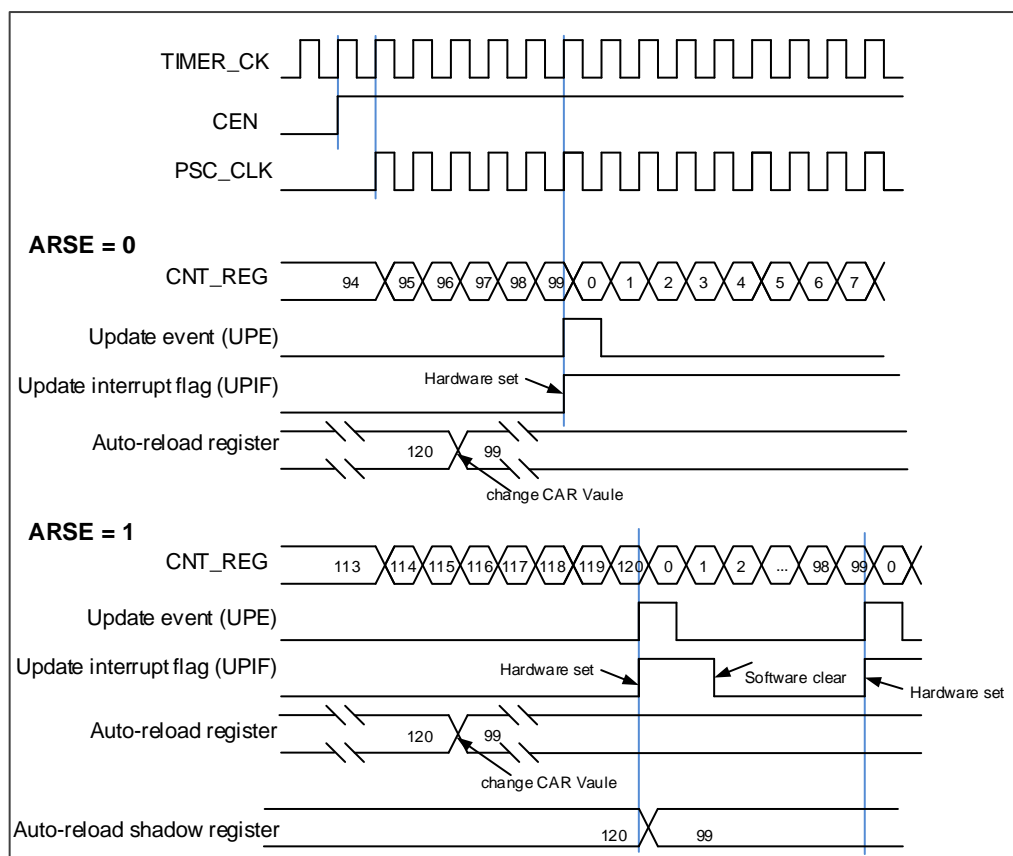 TIMER_CK
CEN
PSC_CLK
ARSE = 0
CNT_REG 94 95 96 97 98 99 0 1 2 3 4 5 6 7
Update event (UPE)
Update interrupt flag (UPIF) Hardware set
Auto-reload register 120 99
change CAR Vaule
ARSE = 1
CNT_REG 113 114 115 116 117 118 119 120 0 1 2 ... 98 99 0
Update event (UPE)
Update interrupt flag (UPIF) Hardware set Software clear Hardware set
Auto-reload register 120 99
change CAR Vaule
Auto-reload shadow register 120 99